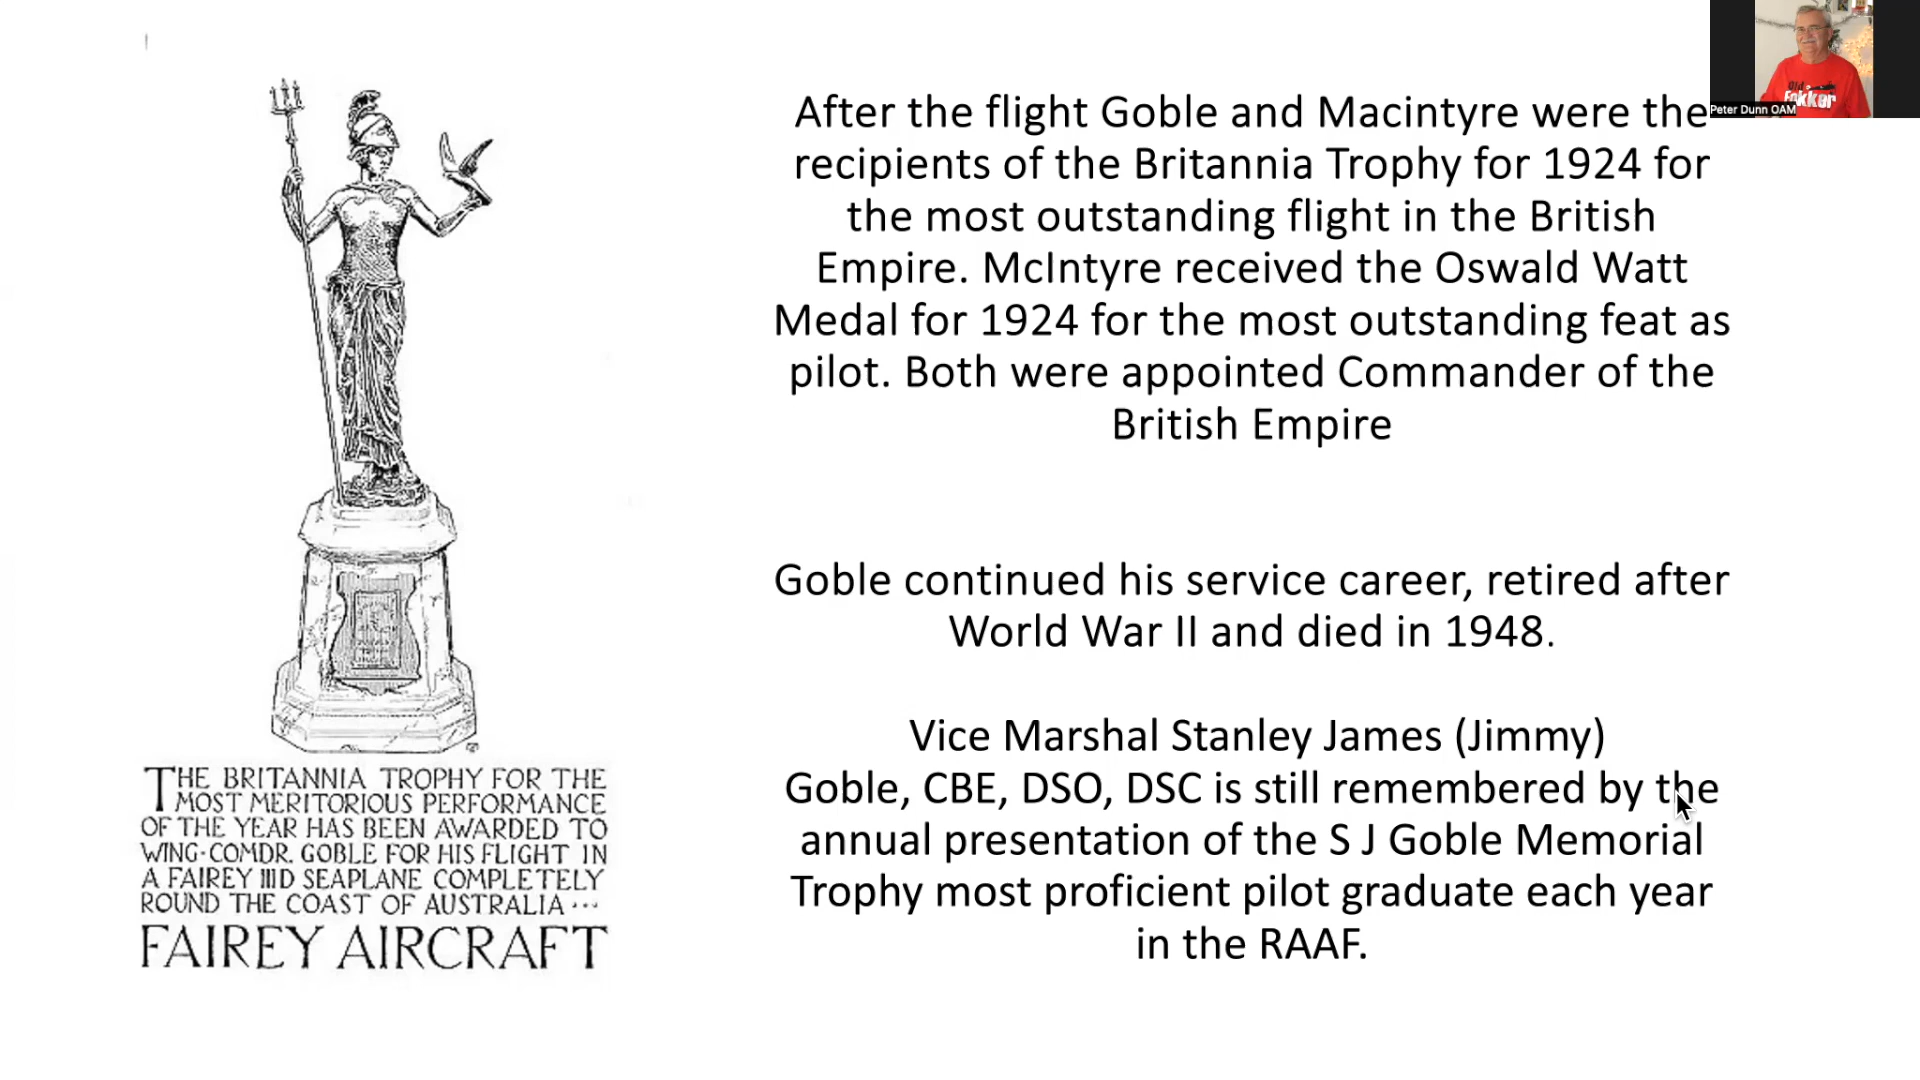 After the flight Goble and Macintyre were the
recipients of the Britannia Trophy for 1924 for
the most outstanding flight in the British
Empire. McIntyre received the Oswald Watt
Medal for 1924 for the most outstanding feat as
pilot. Both were appointed Commander of the
British Empire
Goble continued his service career, retired after
World War II and died in 1948.
Vice Marshal Stanley James (Jimmy)
Goble, CBE, DSO, DSC is still remembered by the
annual presentation of the S J Goble Memorial
Trophy most proficient pilot graduate each year
in the RAAF.
THE BRITANNIA TROPHY FOR THE
MOST MERITORIOUS PERFORMANCE
OF THE YEAR HAS BEEN AWARDED TO
WING-COMDR. GOBLE FOR HIS FLIGHT IN
A FAIREY IIID SEAPLANE COMPLETELY
ROUND THE COAST OF AUSTRALIA ···
FAIREY AIRCRAFT
Old
Fokker
Peter Dunn OAM